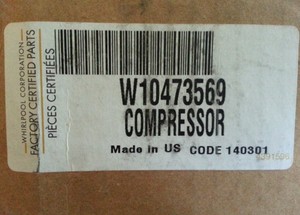 WHIRLPOOL CORPORATION
FACTORY CERTIFIED PARTS
PIÈCES CERTIFIÉES
W10473569
COMPRESSOR
Made in US CODE 140301